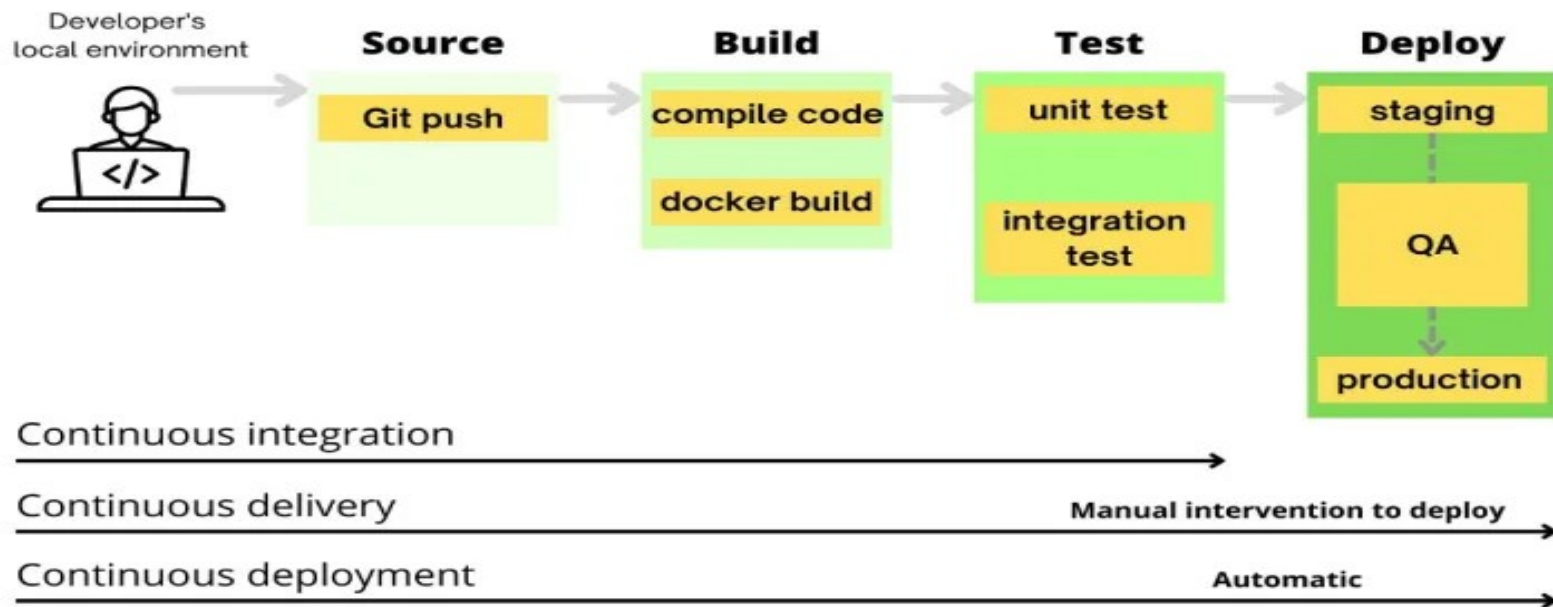 Developer's
local environment
Source
Build
Test
Deploy
</>
Git push
compile code
docker build
unit test
integration
test
staging
QA
production
Continuous integration
Continuous delivery
Manual intervention to deploy
Continuous deployment
Automatic